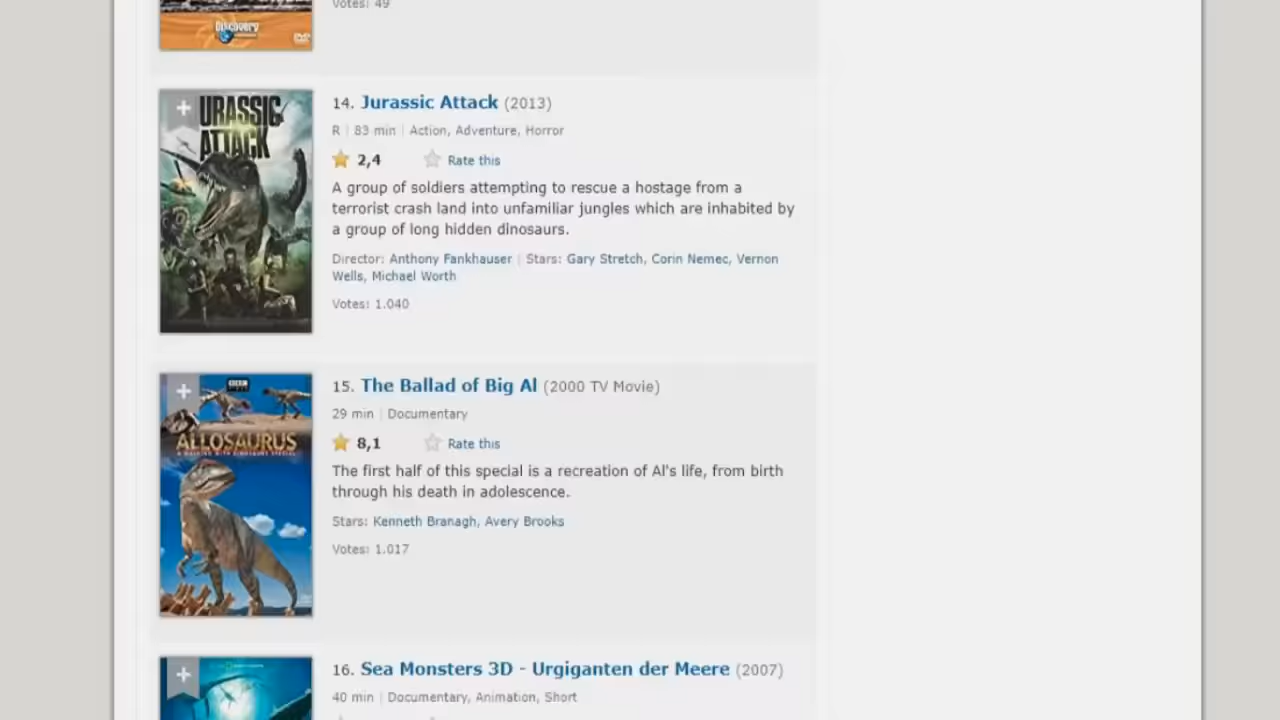 Votes: 49
Discovery
DVD
URASSIC
ATTACK
14. Jurassic Attack (2013)
R | 83 min | Action, Adventure, Horror
2,4 Rate this
A group of soldiers attempting to rescue a hostage from a
terrorist crash land into unfamiliar jungles which are inhabited by
a group of long hidden dinosaurs.
Director: Anthony Fankhauser | Stars: Gary Stretch, Corin Nemec, Vernon
Wells, Michael Worth
Votes: 1.040
BBC
ALLOSAURUS
A WALKING WITH DINOSAURS SPECIAL
15. The Ballad of Big Al (2000 TV Movie)
29 min | Documentary
8,1 Rate this
The first half of this special is a recreation of Al's life, from birth
through his death in adolescence.
Stars: Kenneth Branagh, Avery Brooks
Votes: 1.017
16. Sea Monsters 3D - Urgiganten der Meere (2007)
40 min | Documentary, Animation, Short